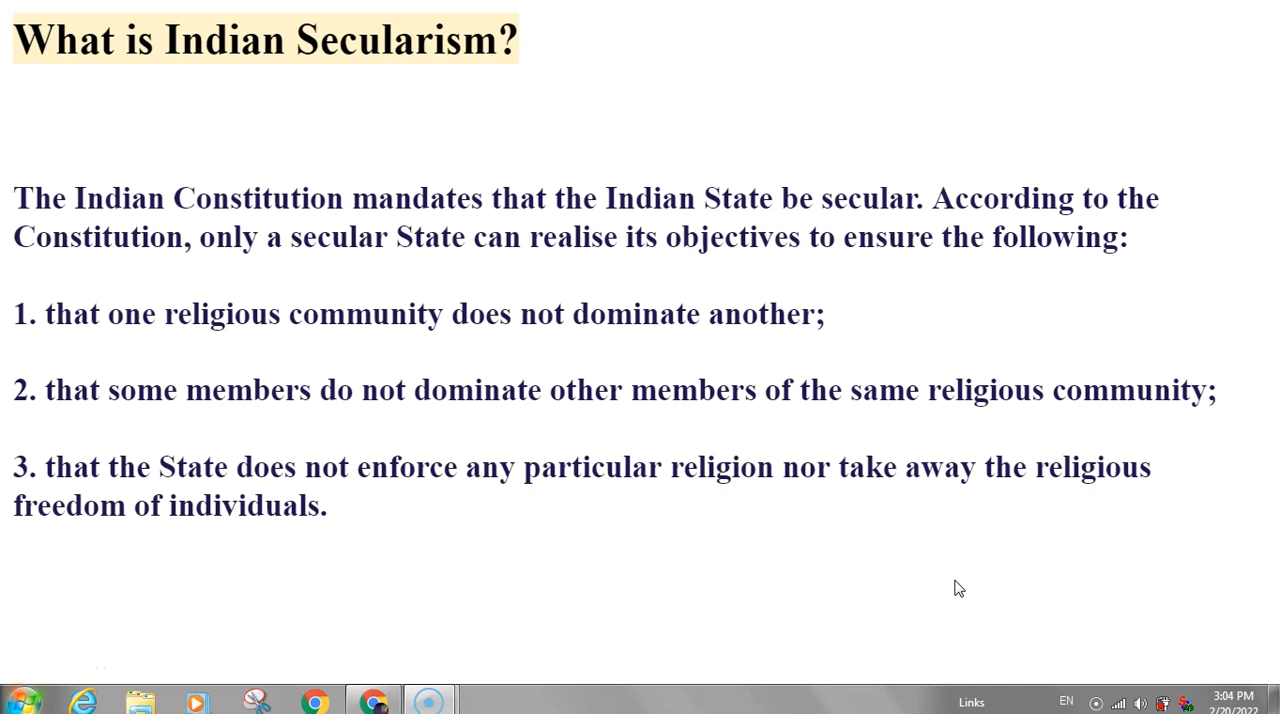 What is Indian Secularism?
The Indian Constitution mandates that the Indian State be secular. According to the
Constitution, only a secular State can realise its objectives to ensure the following:
1. that one religious community does not dominate another;
2. that some members do not dominate other members of the same religious community;
3. that the State does not enforce any particular religion nor take away the religious
freedom of individuals.
Links
EN
3:04 PM
2/20/2022